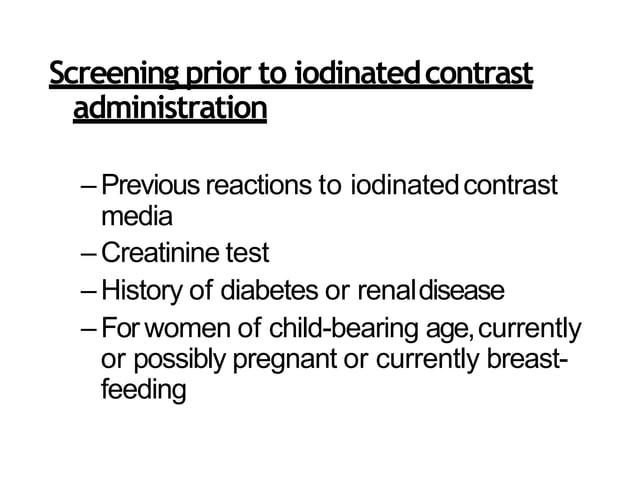 Screening prior to iodinated contrast
administration
– Previous reactions to iodinated contrast
media
– Creatinine test
– History of diabetes or renal disease
– For women of child-bearing age, currently
or possibly pregnant or currently breast-
feeding